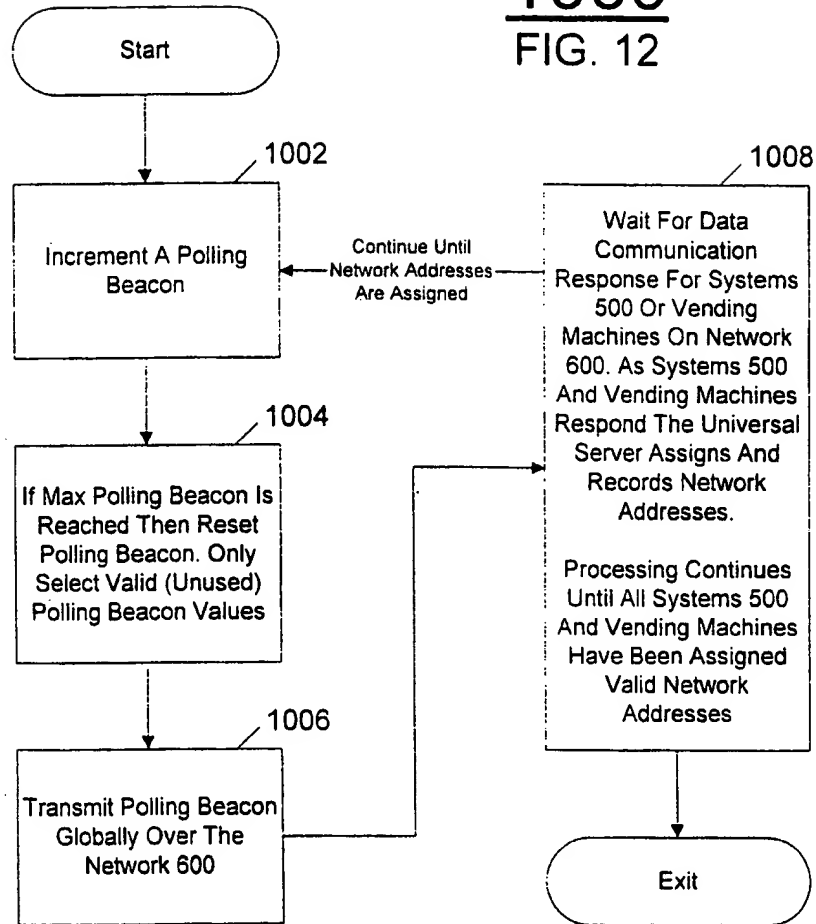 FIG. 12
Start
1002
Increment A Polling
Beacon
Continue Until
Network Addresses
Are Assigned
1004
If Max Polling Beacon Is
Reached Then Reset
Polling Beacon. Only
Select Valid (Unused)
Polling Beacon Values
1006
Transmit Polling Beacon
Globally Over The
Network 600
1008
Wait For Data
Communication
Response For Systems
500 Or Vending
Machines On Network
600. As Systems 500
And Vending Machines
Respond The Universal
Server Assigns And
Records Network
Addresses.
Processing Continues
Until All Systems 500
And Vending Machines
Have Been Assigned
Valid Network
Addresses
Exit